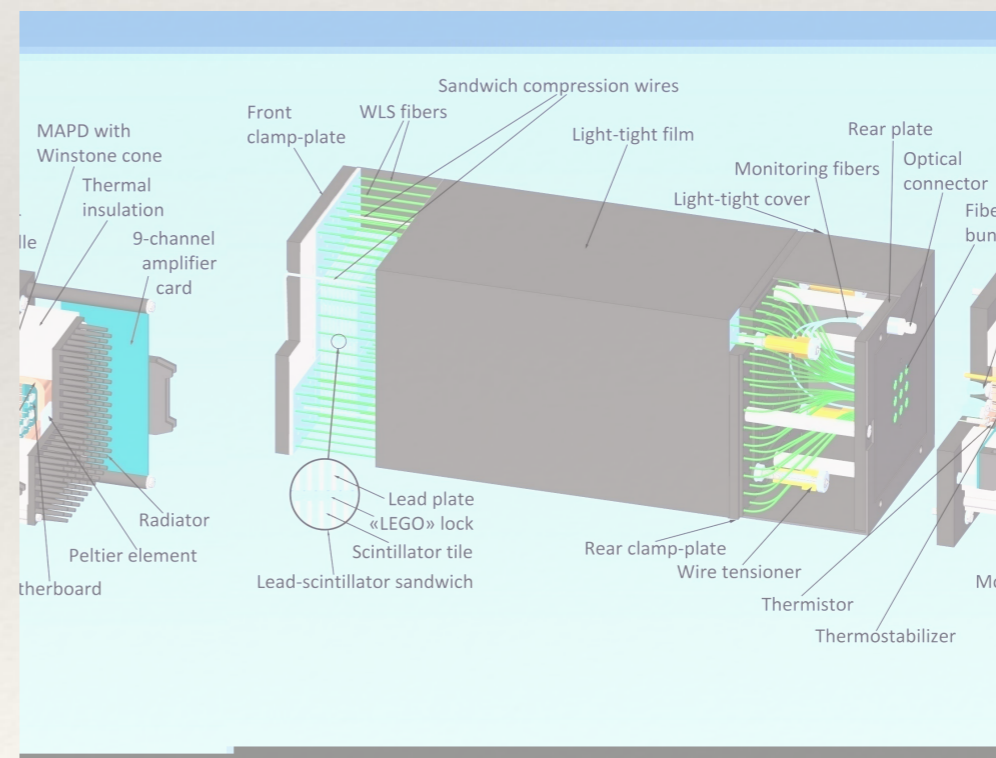 Sandwich compression wires
Front
clamp-plate
WLS fibers
Light-tight film
Rear plate
MAPD with
Winstone cone
Monitoring fibers
Optical
connector
Thermal
insulation
Light-tight cover
9-channel
amplifier
card
Lead plate
«LEGO» lock
Scintillator tile
Lead-scintillator sandwich
Radiator
Peltier element
Rear clamp-plate
Wire tensioner
Thermistor
Thermostabilizer